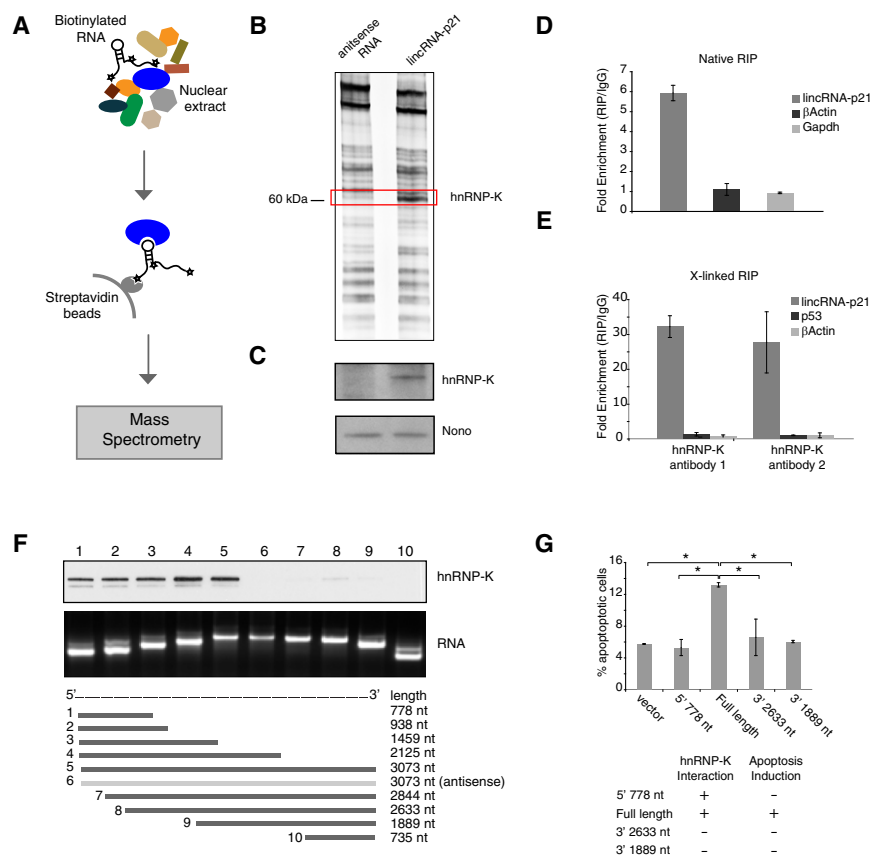 A
Biotinylated
RNA
Nuclear
extract
Streptavidin
beads
Mass
Spectrometry
B
anitsense
RNA
lincRNA-p21
60 kDa
hnRNP-K
C
hnRNP-K
Nono
D
Native RIP
Fold Enrichment (RIP/IgG)
7
6
5
4
3
2
1
0
lincRNA-p21
βActin
Gapdh
E
X-linked RIP
Fold Enrichment (RIP/IgG)
30
20
10
0
lincRNA-p21
p53
βActin
hnRNP-K
antibody 1
hnRNP-K
antibody 2
F
1 2 3 4 5 6 7 8 9 10
hnRNP-K
RNA
5' 3' length
1 778 nt
2 938 nt
3 1459 nt
4 2125 nt
5 3073 nt
6 3073 nt (antisense)
7 2844 nt
8 2633 nt
9 1889 nt
10 735 nt
G
% apoptoptotic cells
16
12
8
4
0
* *
* *
vector
5' 778 nt
Full length
3' 2633 nt
3' 1889 nt
hnRNP-K
Interaction
Apoptosis
Induction
5' 778 nt + –
Full length + +
3' 2633 nt – –
3' 1889 nt – –